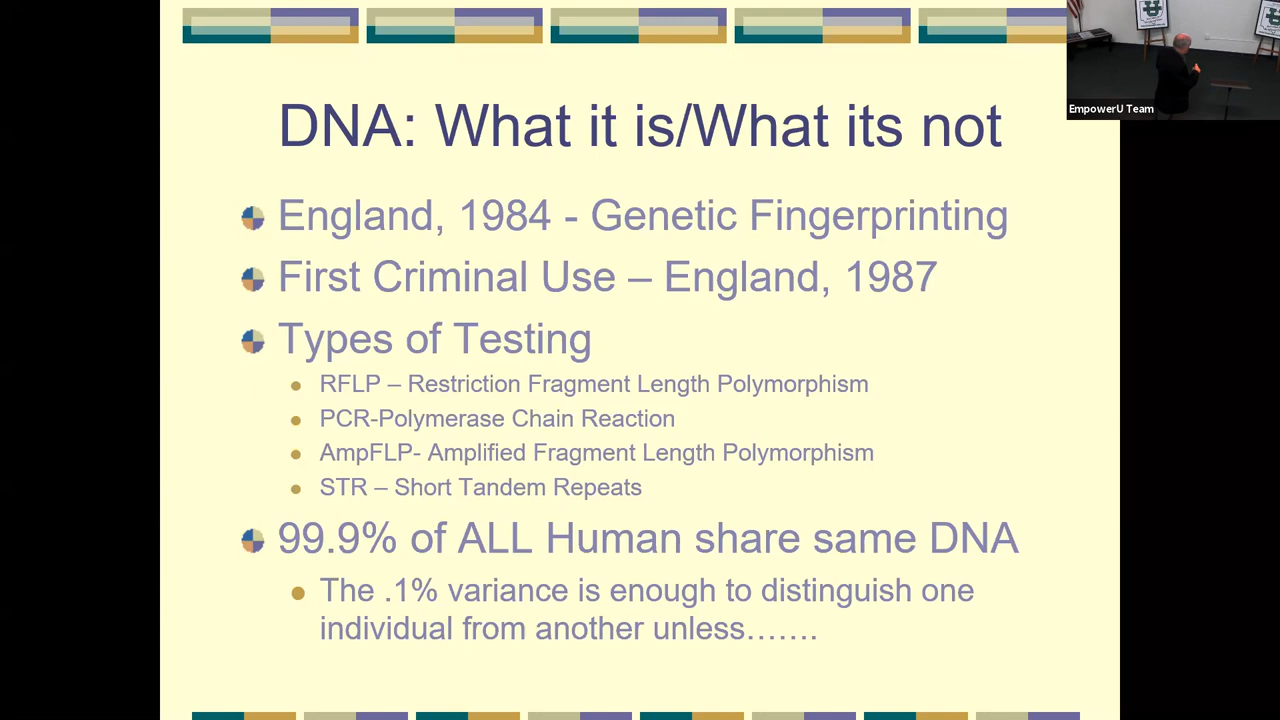 EmpowerU Team
DNA: What it is/What its not
England, 1984 - Genetic Fingerprinting
First Criminal Use – England, 1987
Types of Testing
RFLP – Restriction Fragment Length Polymorphism
PCR-Polymerase Chain Reaction
AmpFLP- Amplified Fragment Length Polymorphism
STR – Short Tandem Repeats
99.9% of ALL Human share same DNA
The .1% variance is enough to distinguish one
individual from another unless…….